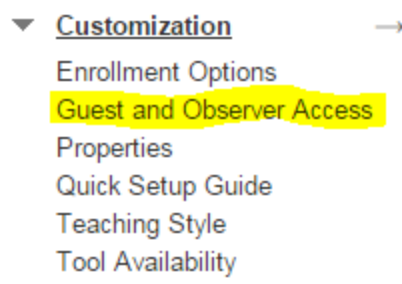 Customization
Enrollment Options
Guest and Observer Access
Properties
Quick Setup Guide
Teaching Style
Tool Availability